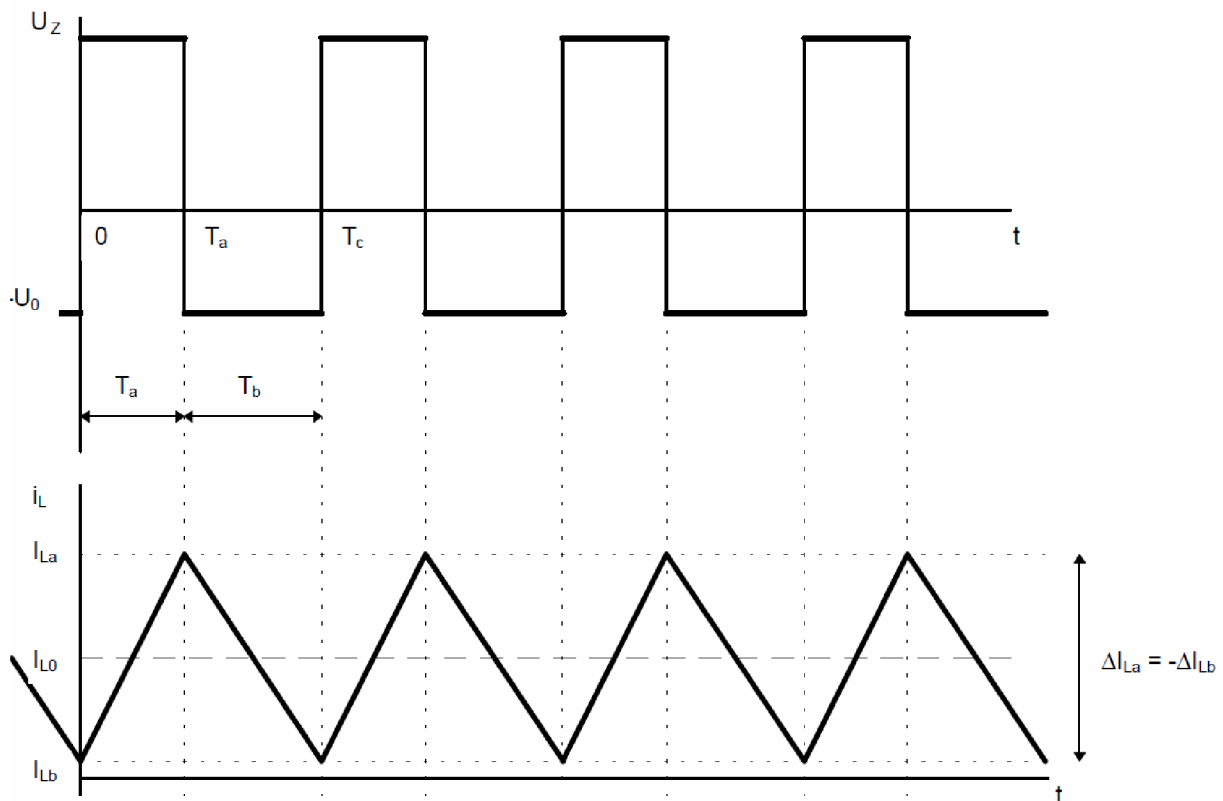 U_Z
0 T_a T_c t
-U_0
T_a T_b
i_L
I_La
I_L0
ΔI_La = -ΔI_Lb
I_Lb
t